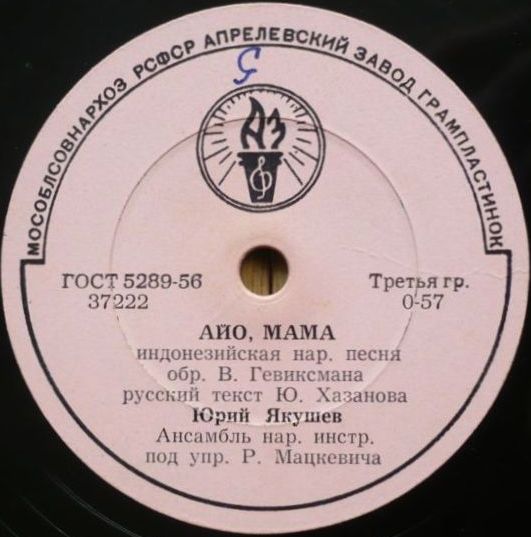 МОСОБЛСОВНАРХОЗ РСФСР АПРЕЛЕВСКИЙ ЗАВОД ГРАМПЛАСТИНОК
5
АЗ
ГОСТ 5289-56
37222
Третья гр.
0-57
АЙО, МАМА
индонезийская нар. песня
обр. В. Гевиксмана
русский текст Ю. Хазанова
Юрий Якушев
Ансамбль нар. инстр.
под упр. Р. Мацкевича